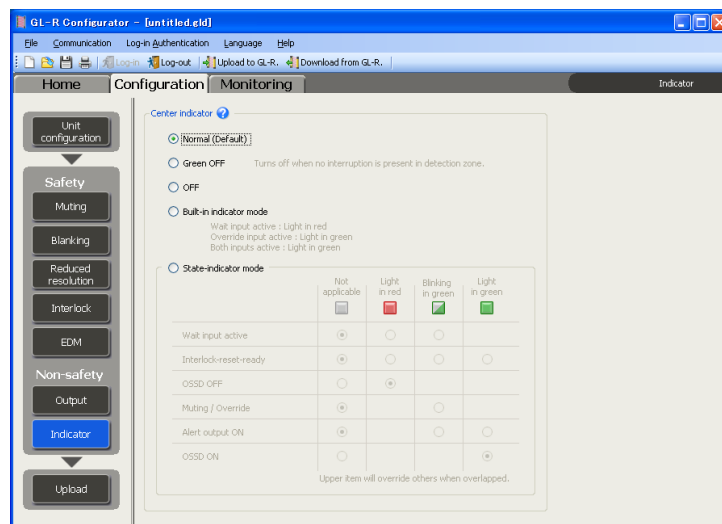 GL-R Configurator - [untitled.gld]
File Communication Log-in Authentication Language Help
Log-in Log-out Upload to GL-R. Download from GL-R.
Home Configuration Monitoring Indicator
Unit
configuration
Safety
Muting
Blanking
Reduced
resolution
Interlock
EDM
Non-safety
Output
Indicator
Upload
Center indicator ?
Normal (Default)
Green OFF Turns off when no interruption is present in detection zone.
OFF
Built-in indicator mode
Wait input active : Light in red
Override input active : Light in green
Both inputs active : Light in green
State-indicator mode
Not
applicable
Light
in red
Blinking
in green
Light
in green
Wait input active
Interlock-reset-ready
OSSD OFF
Muting / Override
Alert output ON
OSSD ON
Upper item will override others when overlapped.